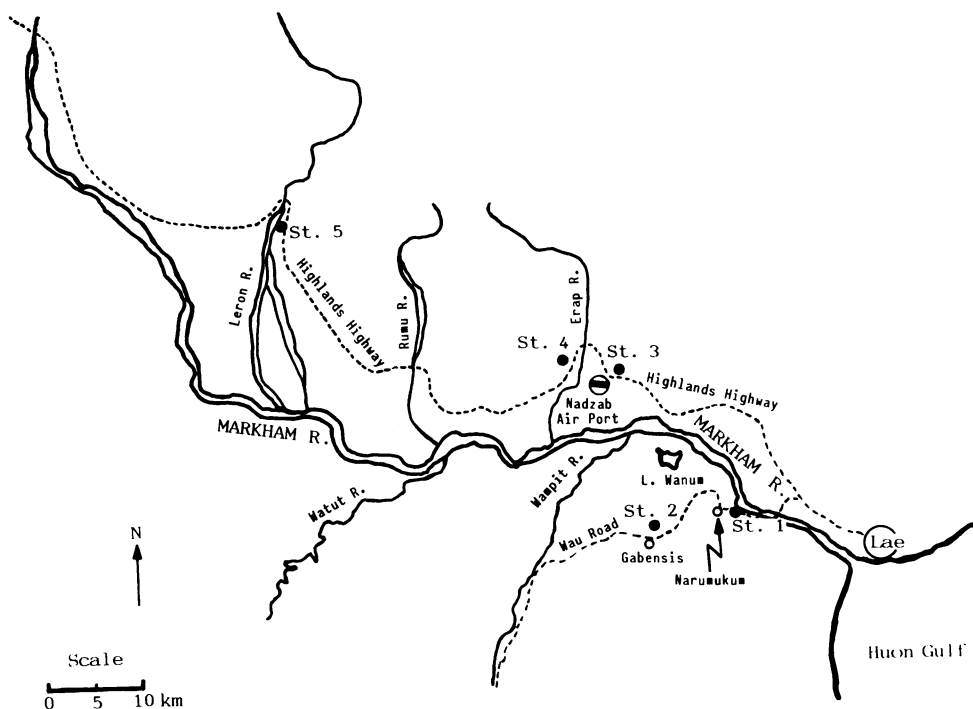 St. 5
Leron R.
Highlands Highway
Rumu R.
Erap R.
St. 4
St. 3
Nadzab
Air Port
Highlands Highway
MARKHAM R.
MARKHAM R.
Watut R.
Wampit R.
L. Wanum
St. 2
St. 1
Wau Road
Gabensis
Narumukum
Lae
Huon Gulf
N
Scale
0 5 10 km